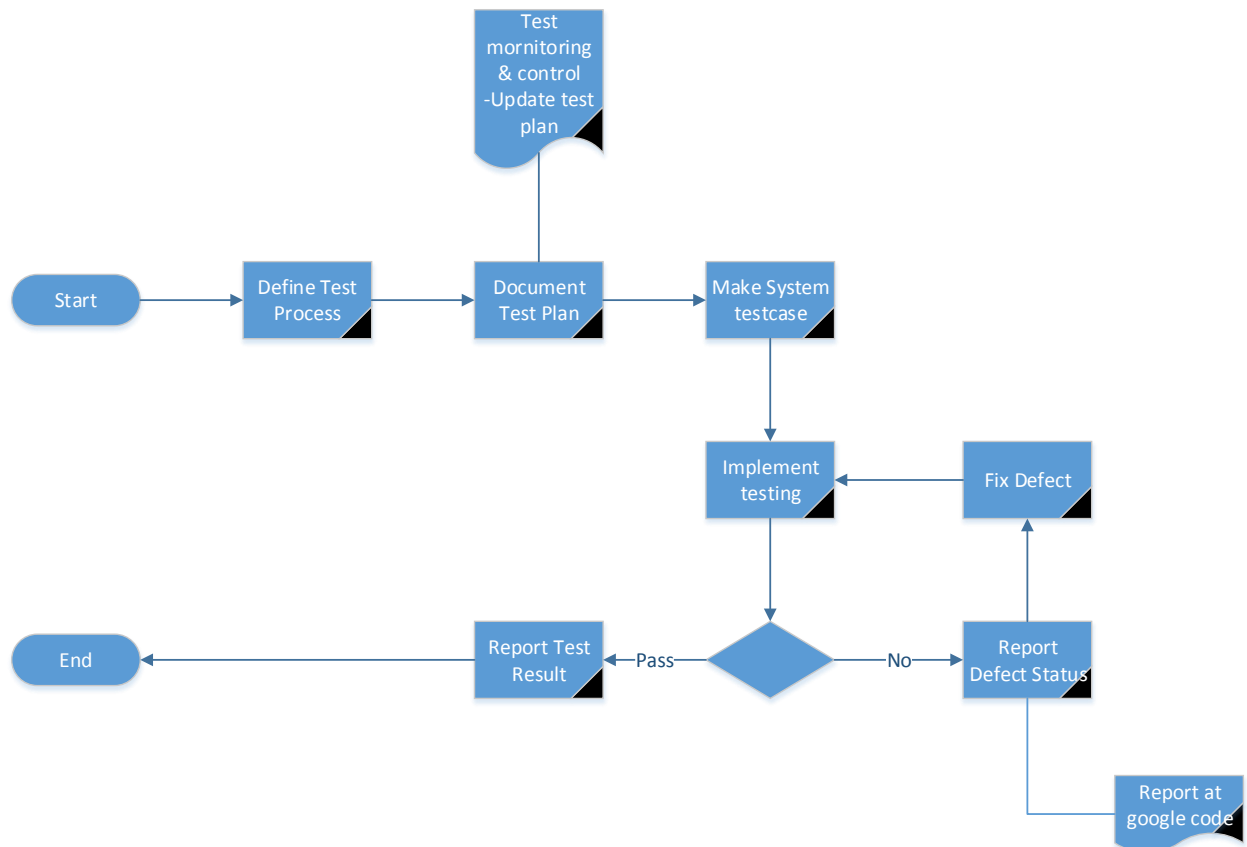 Test
mornitoring
& control
-Update test
plan
Start
Define Test
Process
Document
Test Plan
Make System
testcase
Implement
testing
Fix Defect
End
Report Test
Result
Pass
No
Report
Defect Status
Report at
google code